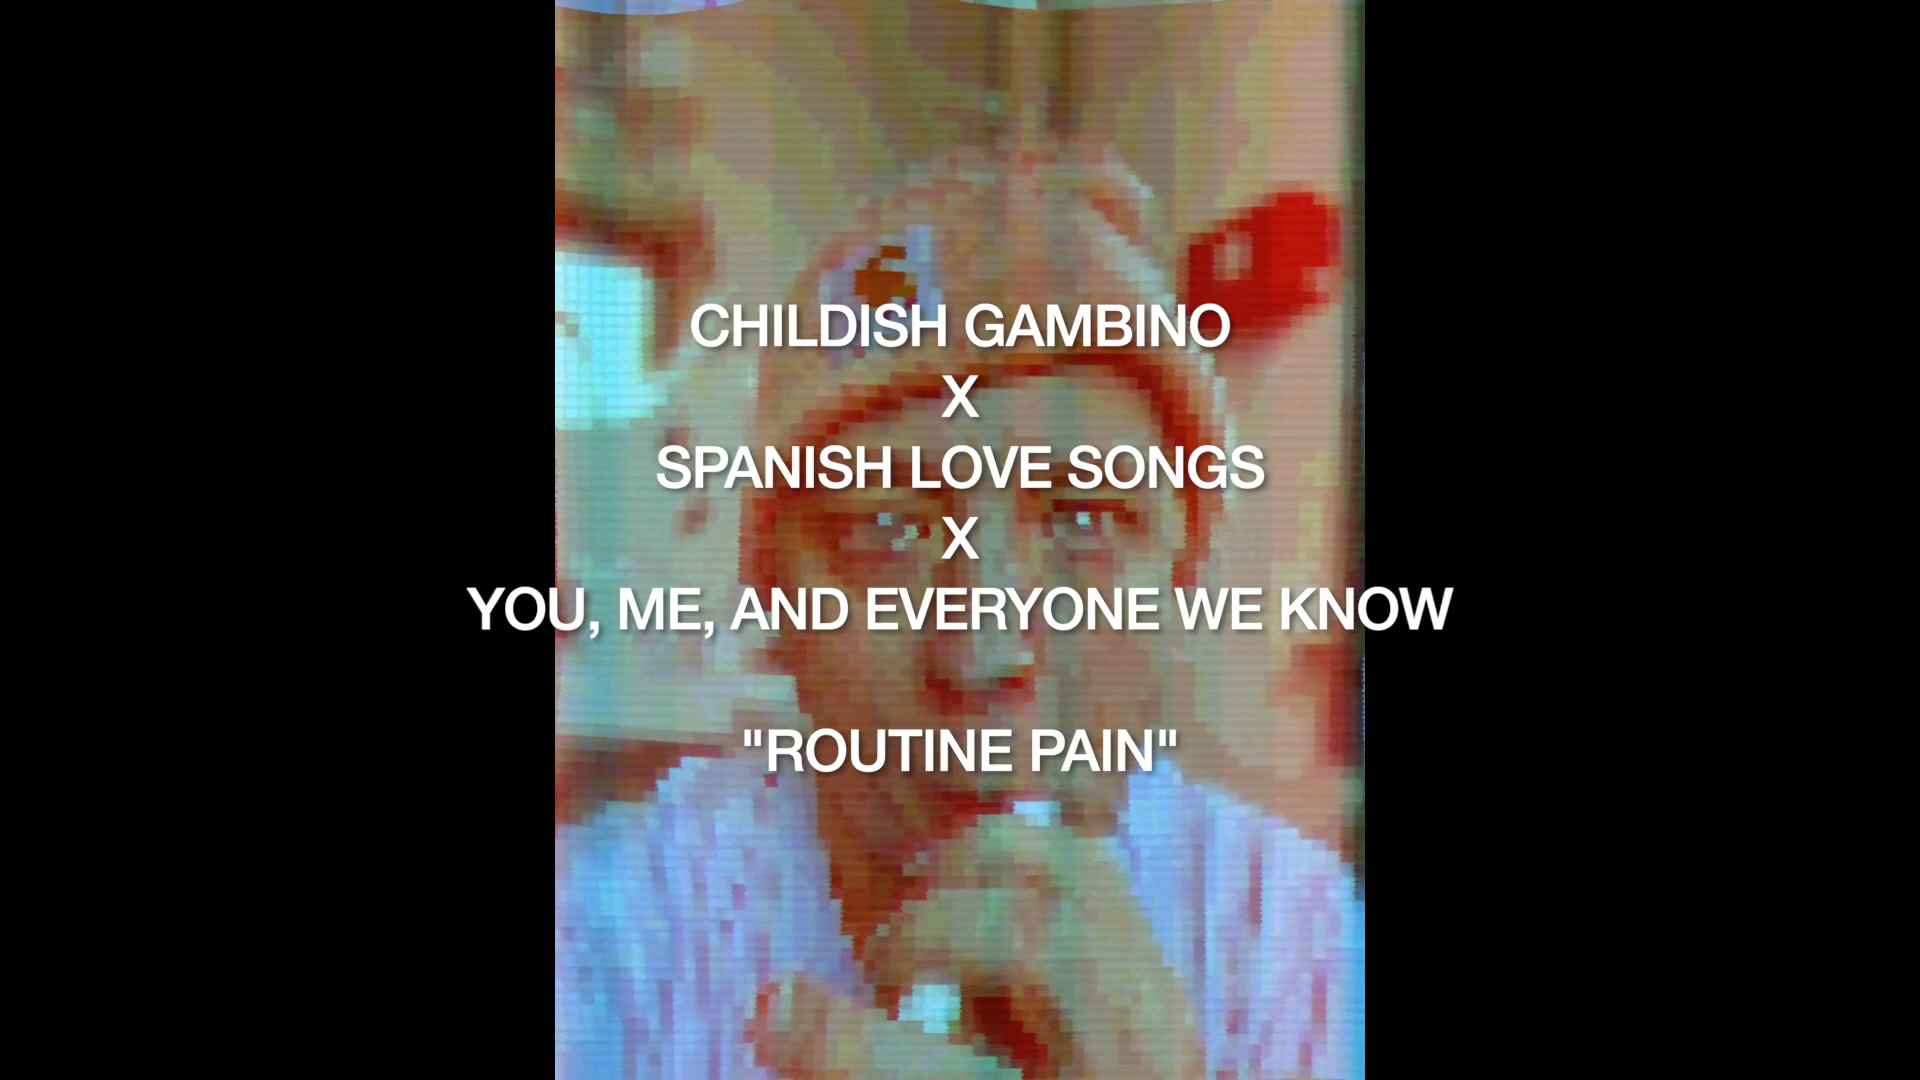 CHILDISH GAMBINO
X
SPANISH LOVE SONGS
X
YOU, ME, AND EVERYONE WE KNOW
"ROUTINE PAIN"